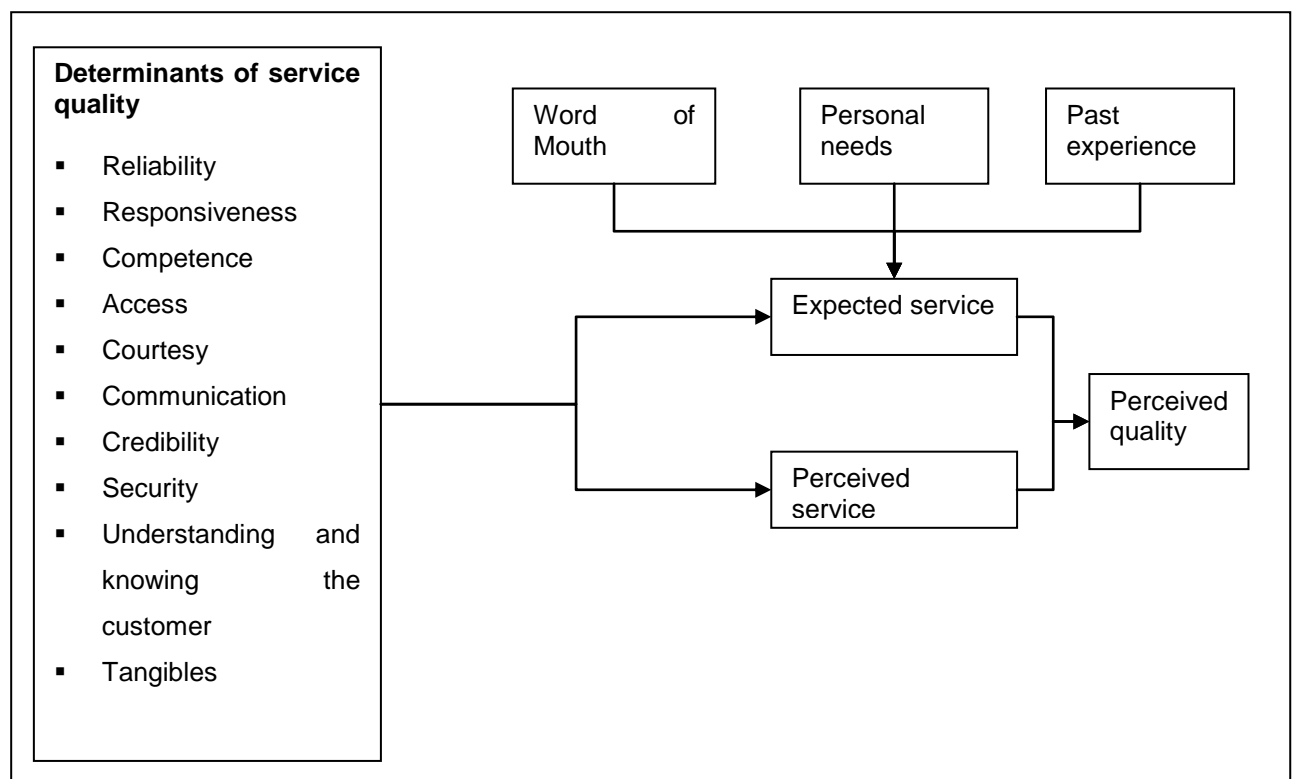 Determinants of service
quality
▪ Reliability
▪ Responsiveness
▪ Competence
▪ Access
▪ Courtesy
▪ Communication
▪ Credibility
▪ Security
▪ Understanding and
knowing the
customer
▪ Tangibles
Word of
Mouth
Personal
needs
Past
experience
Expected service
Perceived
service
Perceived
quality